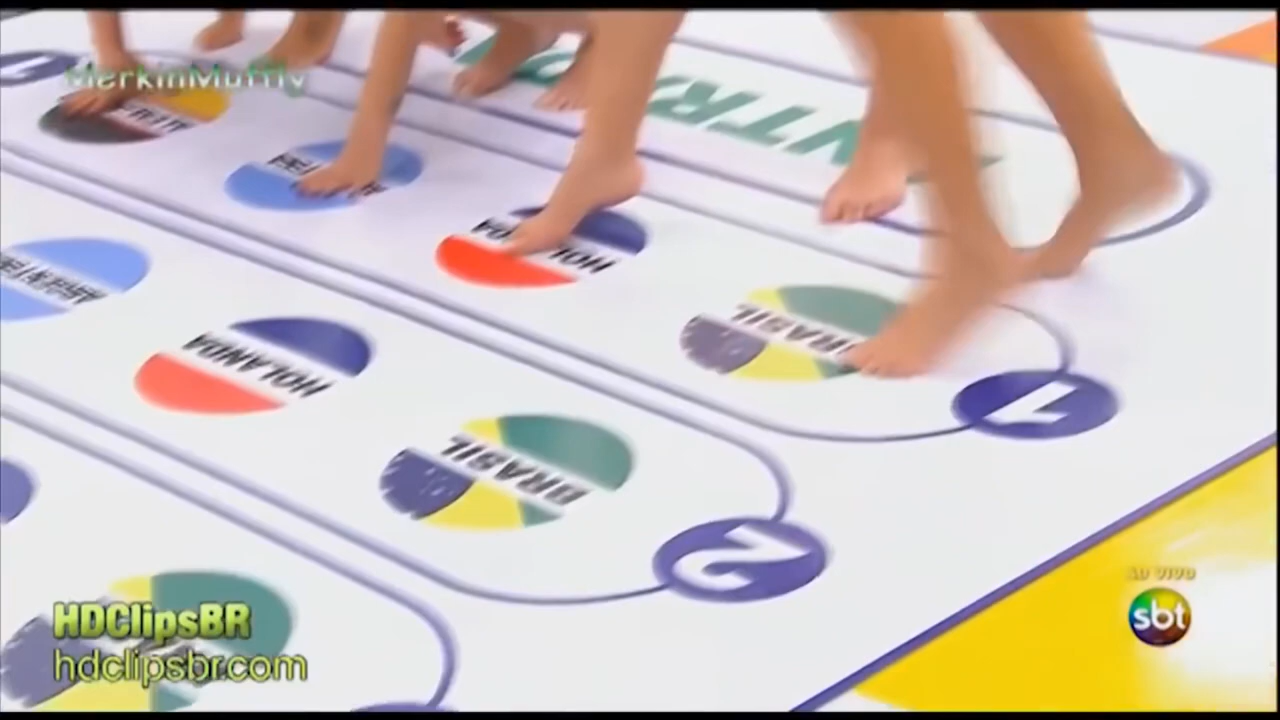 MerkinMuffly
HOLANDA
BRASIL
1
HOLANDA
BRASIL
2
AO VIVO
sbt
HDClipsBR
hdclipsbr.com